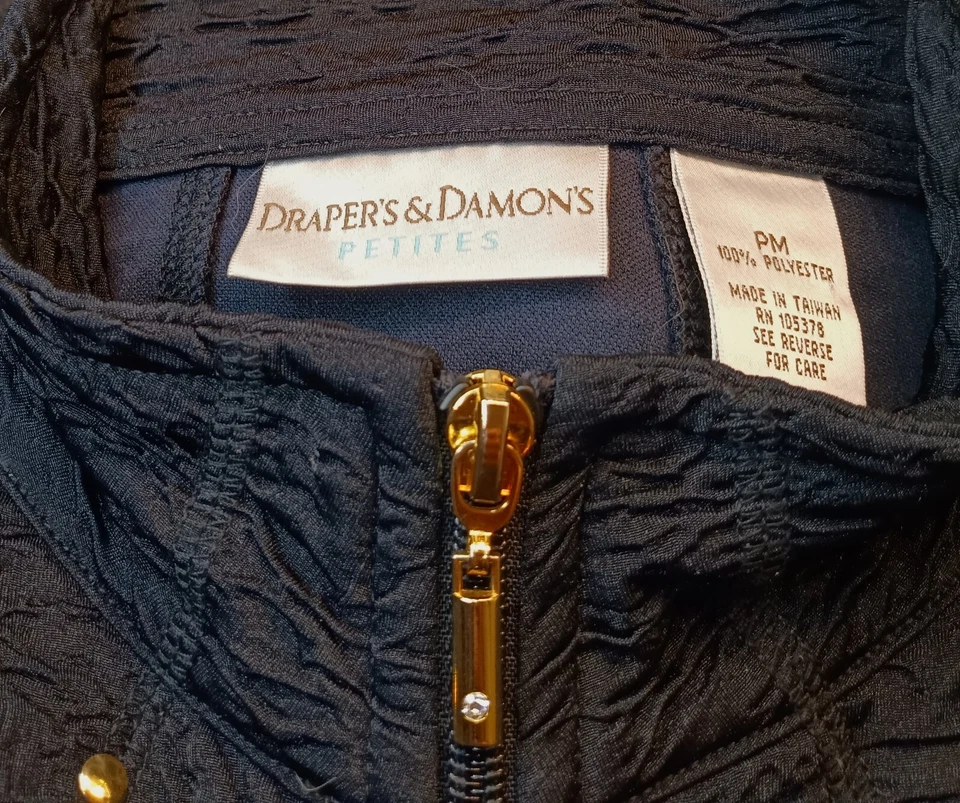 DRAPER'S & DAMON'S
PETITES
PM
100% POLYESTER
MADE IN TAIWAN
RN 105378
SEE REVERSE
FOR CARE